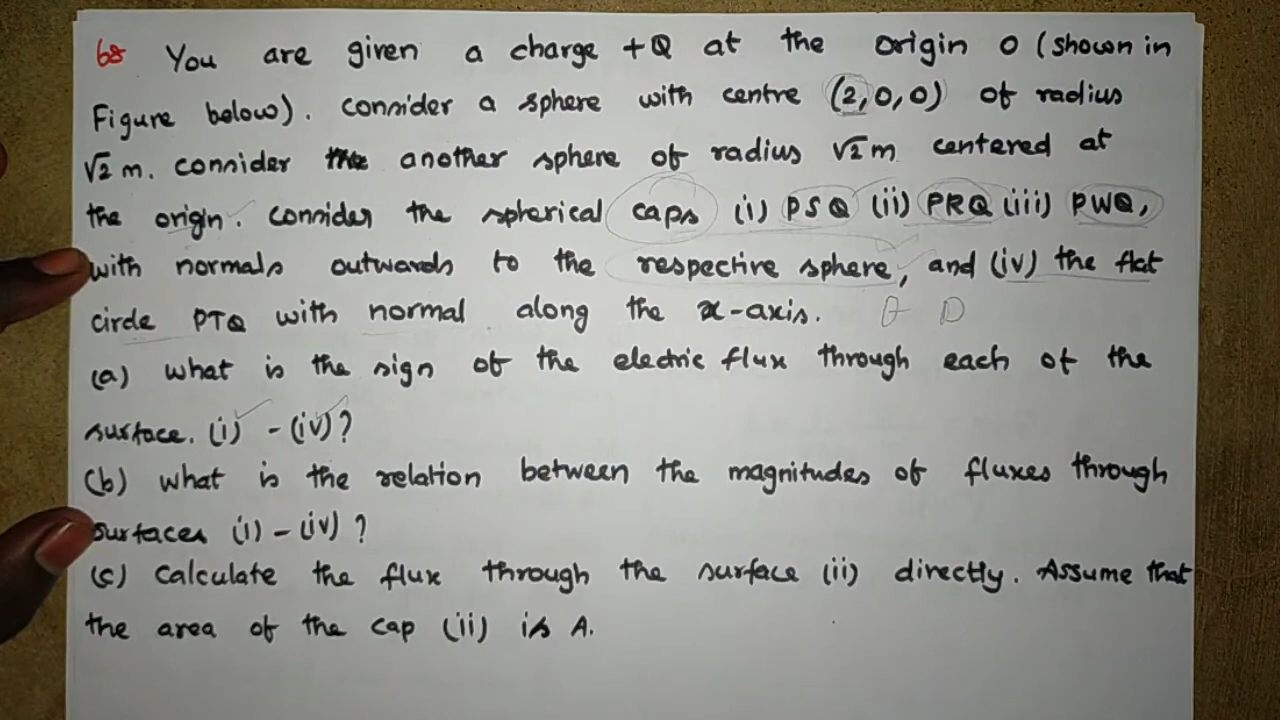 68 You are given a charge +Q at the origin O (shown in
Figure below). Consider a sphere with centre (2,0,0) of radius
√2 m. consider another sphere of radius √2 m centered at
the origin. Consider the spherical caps (i) PSQ (ii) PRQ (iii) PWQ,
with normals outwards to the respective sphere, and (iv) the flat
circle PTQ with normal along the x-axis.
(a) what is the sign of the electric flux through each of the
surface. (i) - (iv)?
(b) what is the relation between the magnitudes of fluxes through
surfaces (i) - (iv)?
(c) calculate the flux through the surface (ii) directly. Assume that
the area of the cap (ii) is A.